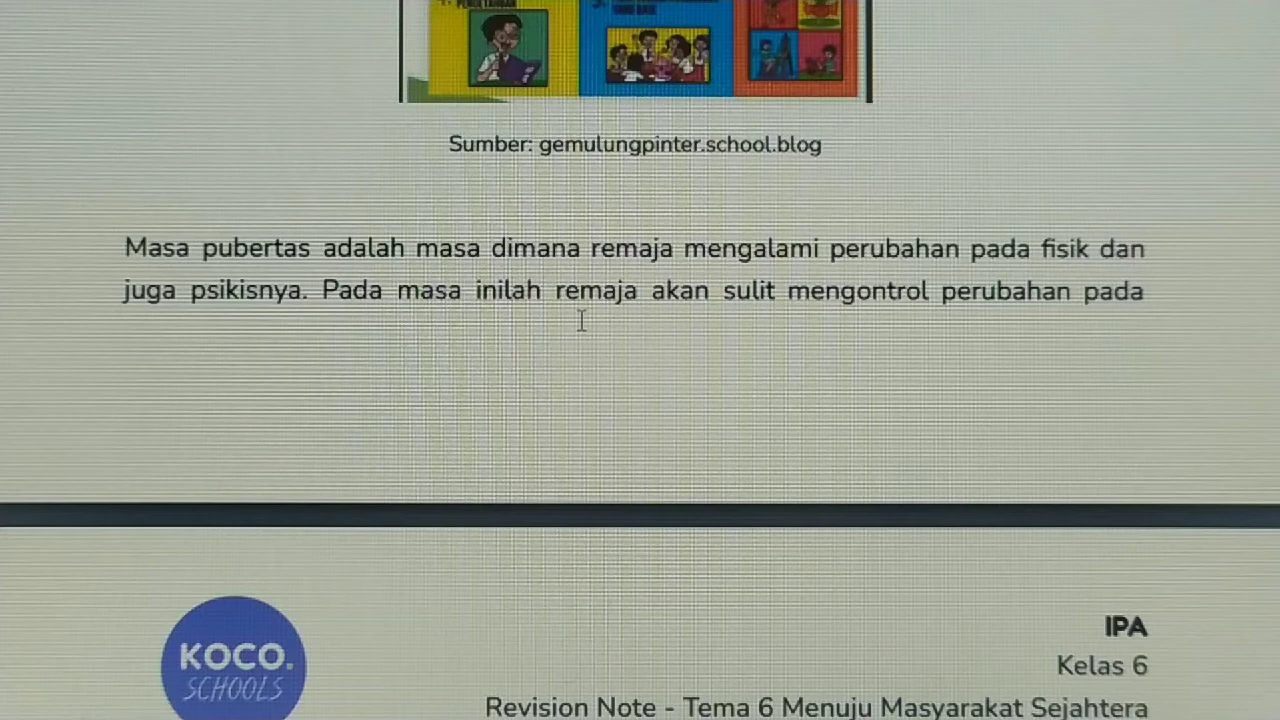 Sumber: gemulungpinter.school.blog
Masa pubertas adalah masa dimana remaja mengalami perubahan pada fisik dan
juga psikisnya. Pada masa inilah remaja akan sulit mengontrol perubahan pada
KOCO.
SCHOOLS
IPA
Kelas 6
Revision Note - Tema 6 Menuju Masyarakat Sejahtera